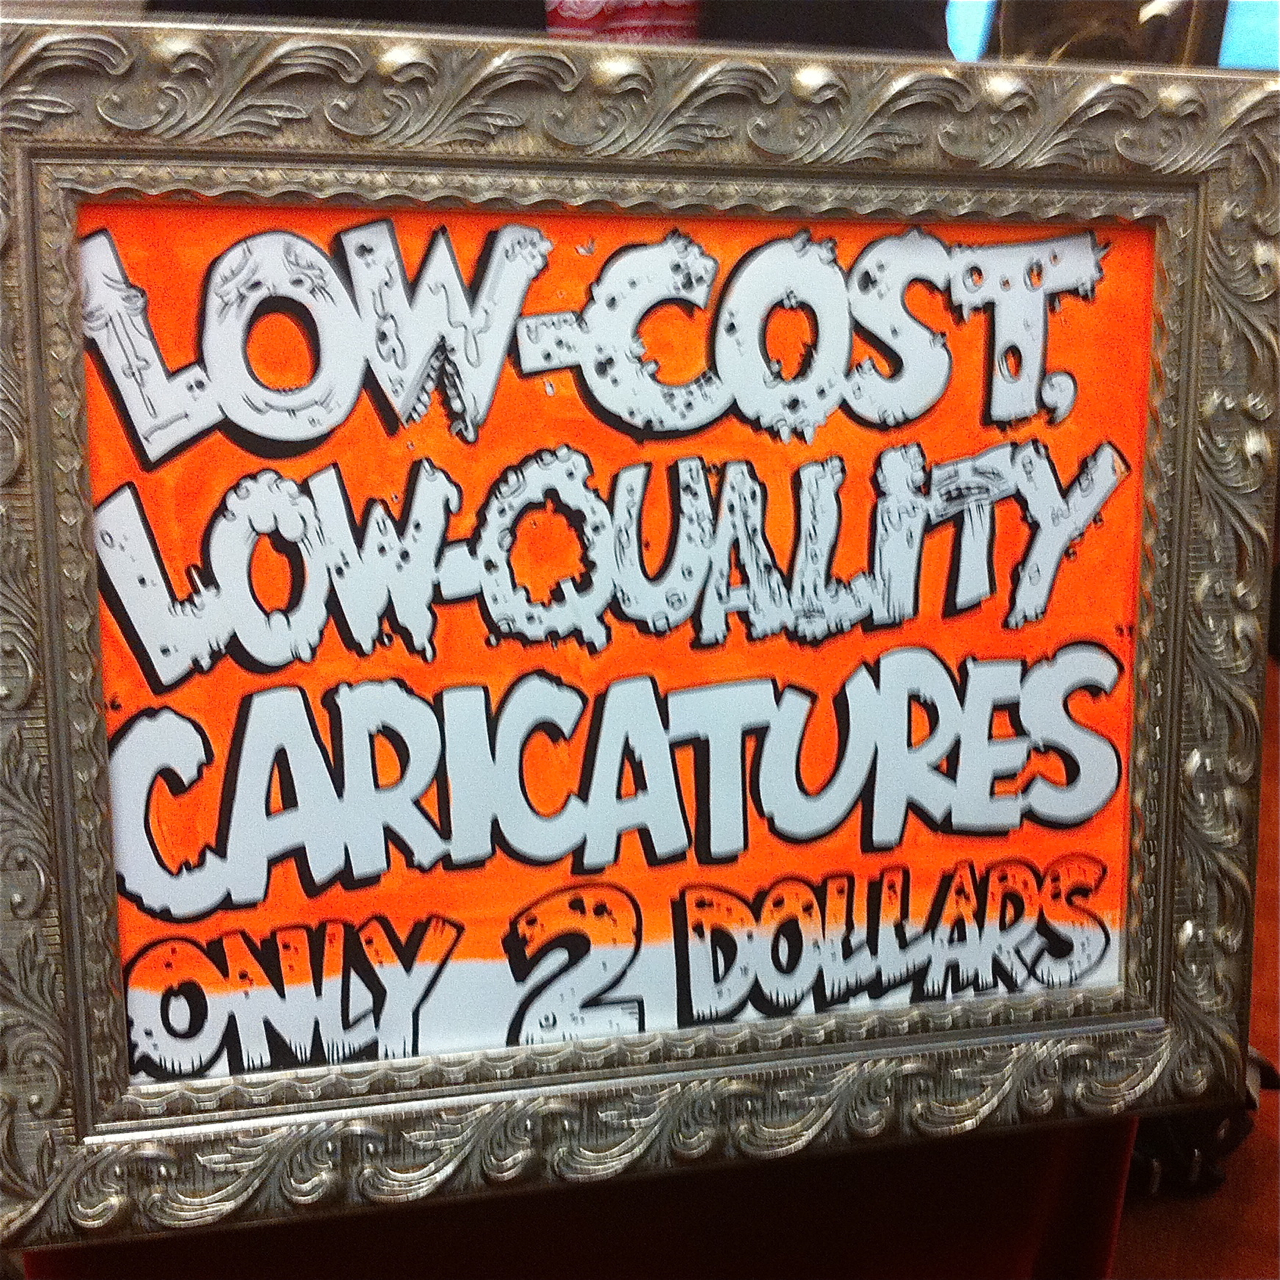 LOW-COST,
LOW-QUALITY
"CARICATURES"
ONLY 2 DOLLARS